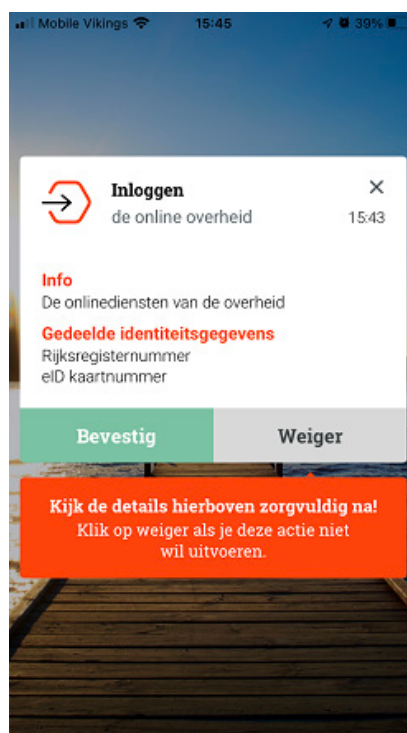 Mobile Vikings 15:45 39%
Inloggen
de online overheid 15:43
Info
De onlinediensten van de overheid
Gedeelde identiteitsgegevens
Rijksregisternummer
eID kaartnummer
Bevestig Weiger
Kijk de details hierboven zorgvuldig na!
Klik op weiger als je deze actie niet
wil uitvoeren.